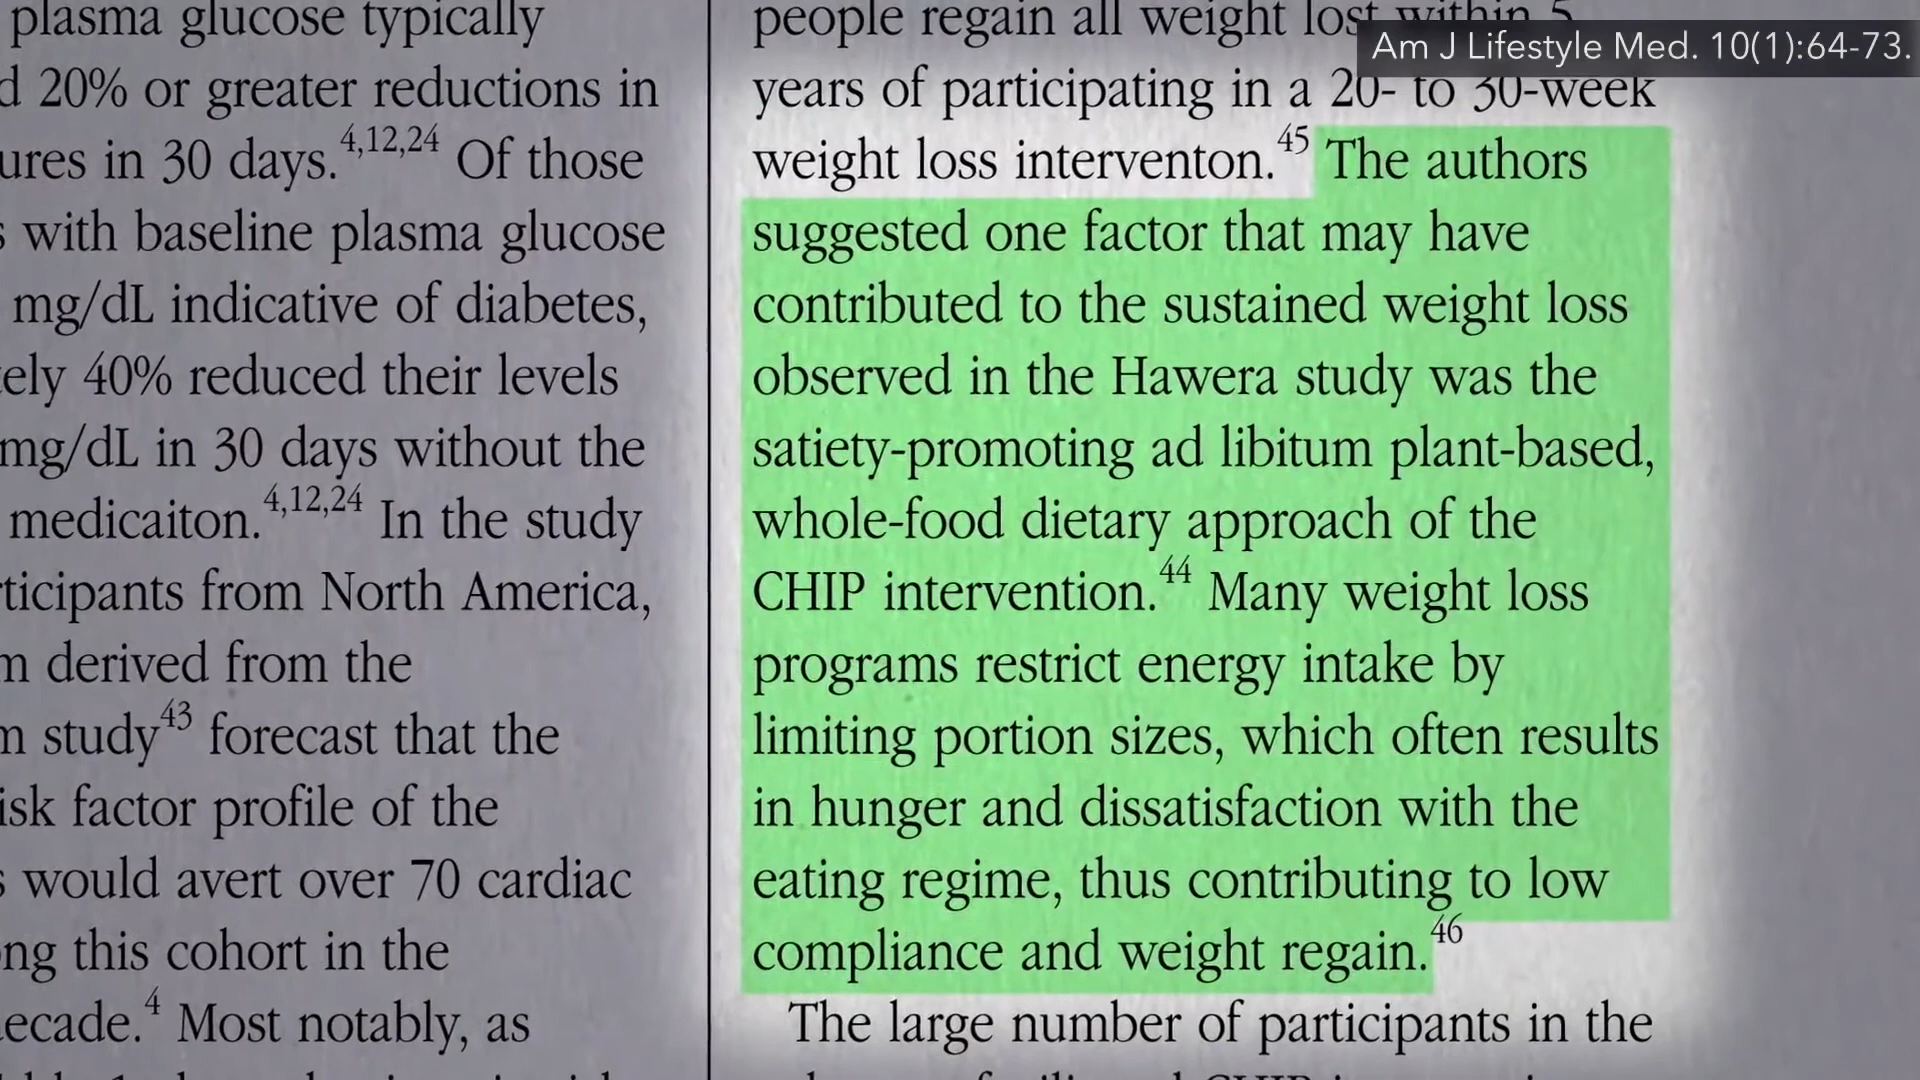 plasma glucose typically
20% or greater reductions in
in 30 days.4,12,24 Of those
with baseline plasma glucose
mg/dL indicative of diabetes,
40% reduced their levels
mg/dL in 30 days without the
medicaiton.4,12,24 In the study
participants from North America,
derived from the
study43 forecast that the
risk factor profile of the
would avert over 70 cardiac
this cohort in the
decade.4 Most notably, as
people regain all weight lost within 5
Am J Lifestyle Med. 10(1):64-73.
years of participating in a 20- to 30-week
weight loss interventon.45 The authors
suggested one factor that may have
contributed to the sustained weight loss
observed in the Hawera study was the
satiety-promoting ad libitum plant-based,
whole-food dietary approach of the
CHIP intervention.44 Many weight loss
programs restrict energy intake by
limiting portion sizes, which often results
in hunger and dissatisfaction with the
eating regime, thus contributing to low
compliance and weight regain.46
The large number of participants in the